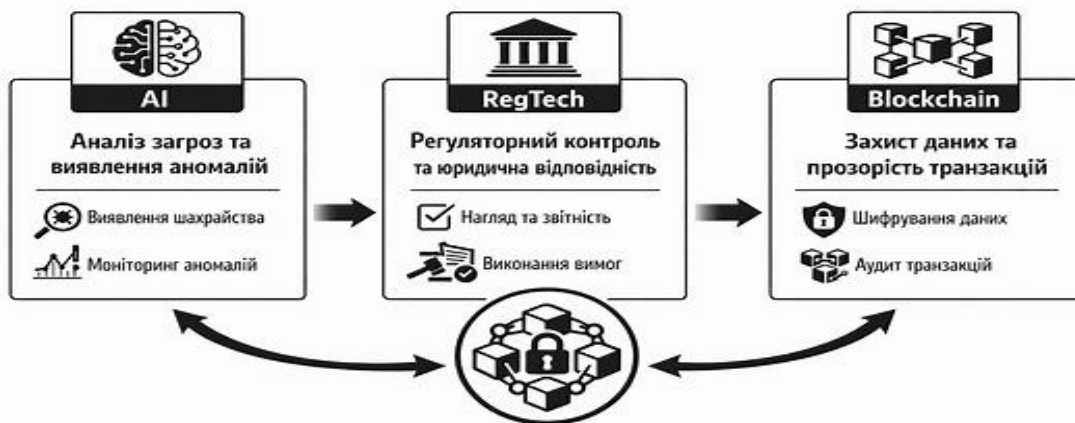 AI
Аналіз загроз та
виявлення аномалій
Виявлення шахрайства
Моніторинг аномалій
RegTech
Регуляторний контроль
та юридична відповідність
Нагляд та звітність
Виконання вимог
Blockchain
Захист даних та
прозорість транзакцій
Шифрування даних
Аудит транзакцій